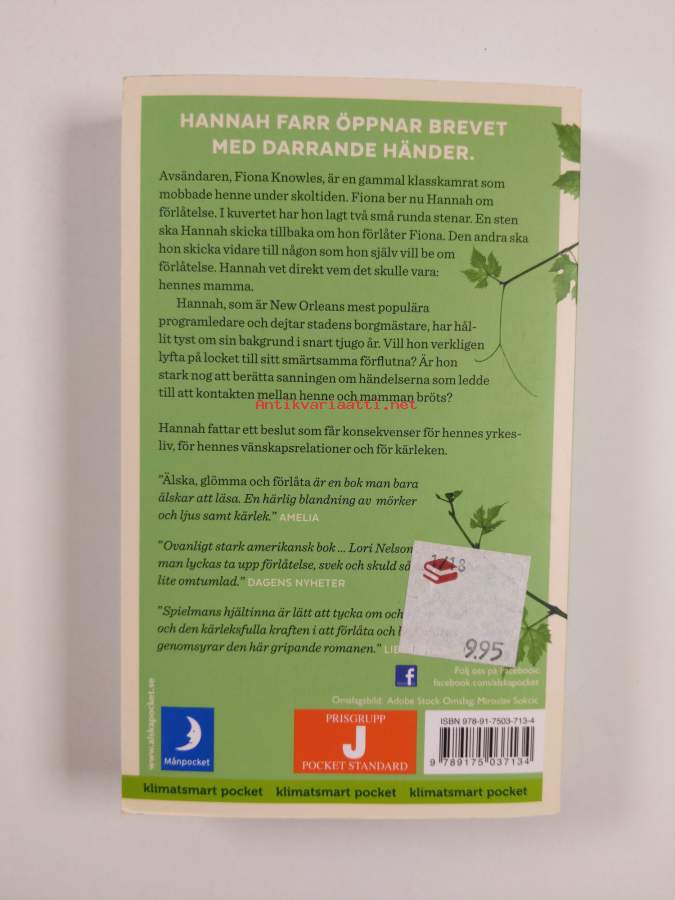 HANNAH FARR ÖPPNAR BREVET
MED DARRANDE HÄNDER.
Avsändaren, Fiona Knowles, är en gammal klasskamrat som
mobbade henne under skoltiden. Fiona ber nu Hannah om
förlåtelse. I kuvertet har hon lagt två små runda stenar. En sten
ska Hannah skicka tillbaka om hon förlåter Fiona. Den andra ska
hon skicka vidare till någon som hon själv vill be om
förlåtelse. Hannah vet direkt vem det skulle vara:
hennes mamma.
Hannah, som är New Orleans mest populära
programledare och dejtar stadens borgmästare, har hål-
lit tyst om sin bakgrund i snart tjugo år. Vill hon verkligen
lyfta på locket till sitt smärtsamma förflutna? Är hon
stark nog att berätta sanningen om händelserna som ledde
till att kontakten mellan henne och mamman bröts?
Antikvariaatti.net
Hannah fattar ett beslut som får konsekvenser för hennes yrkes-
liv, för hennes vänskapsrelationer och för kärleken.
”Älska, glömma och förlåta är en bok man bara
älskar att läsa. En härlig blandning av mörker
och ljus samt kärlek.” AMELIA
”Ovanligt stark amerikansk bok ... Lori Nelson
man lyckas ta upp förlåtelse, svek och skuld så
lite omtumlad.” DAGENS NYHETER
”Spielmans hjältinna är lätt att tycka om och
och den kärleksfulla kraften i att förlåta och
genomsyrar den här gripande romanen.”
1/18
9.95
Följ oss på Facebook:
facebook.com/alskapocket
Omslagsbild: Adobe Stock Omslag: Miroslav Sokcic
www.alskapocket.se
Månpocket
PRISGRUPP
J
POCKET STANDARD
ISBN 978-91-7503-713-4
9 789175 037134
klimatsmart pocket klimatsmart pocket klimatsmart pocket